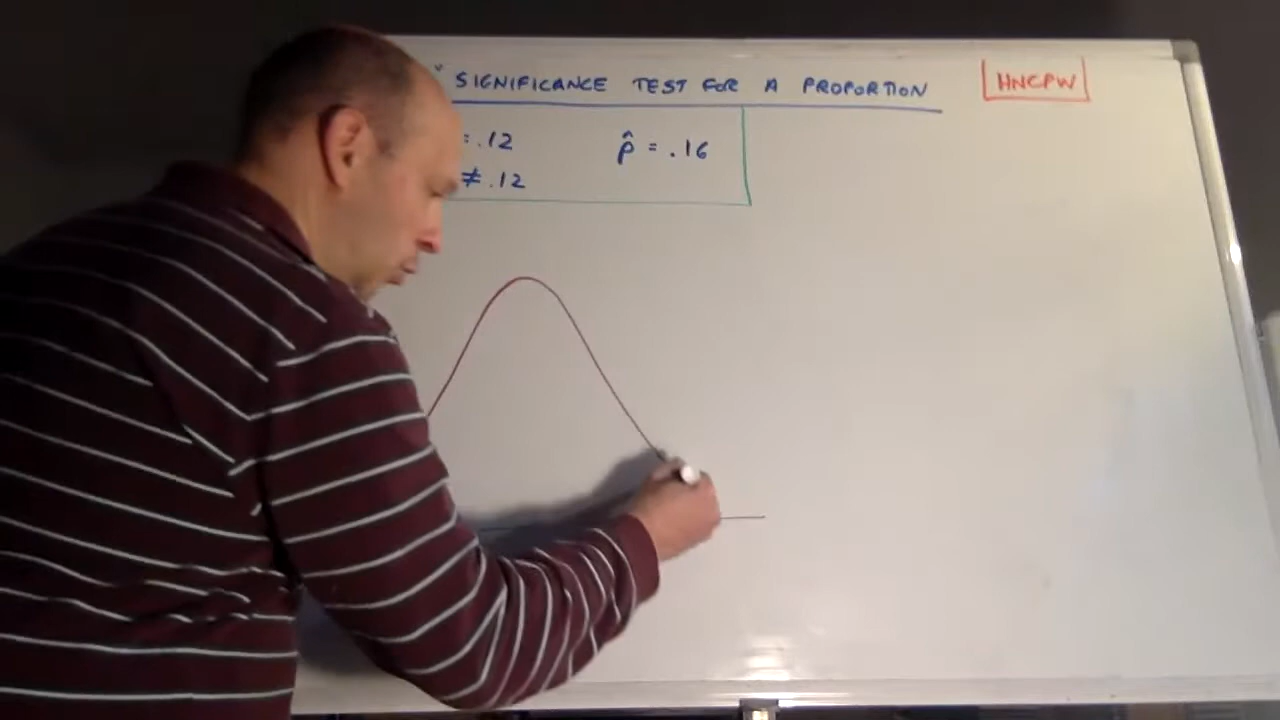 SIGNIFICANCE TEST FOR A PROPORTION
HNCPW
= .12
p̂ = .16
≠ .12